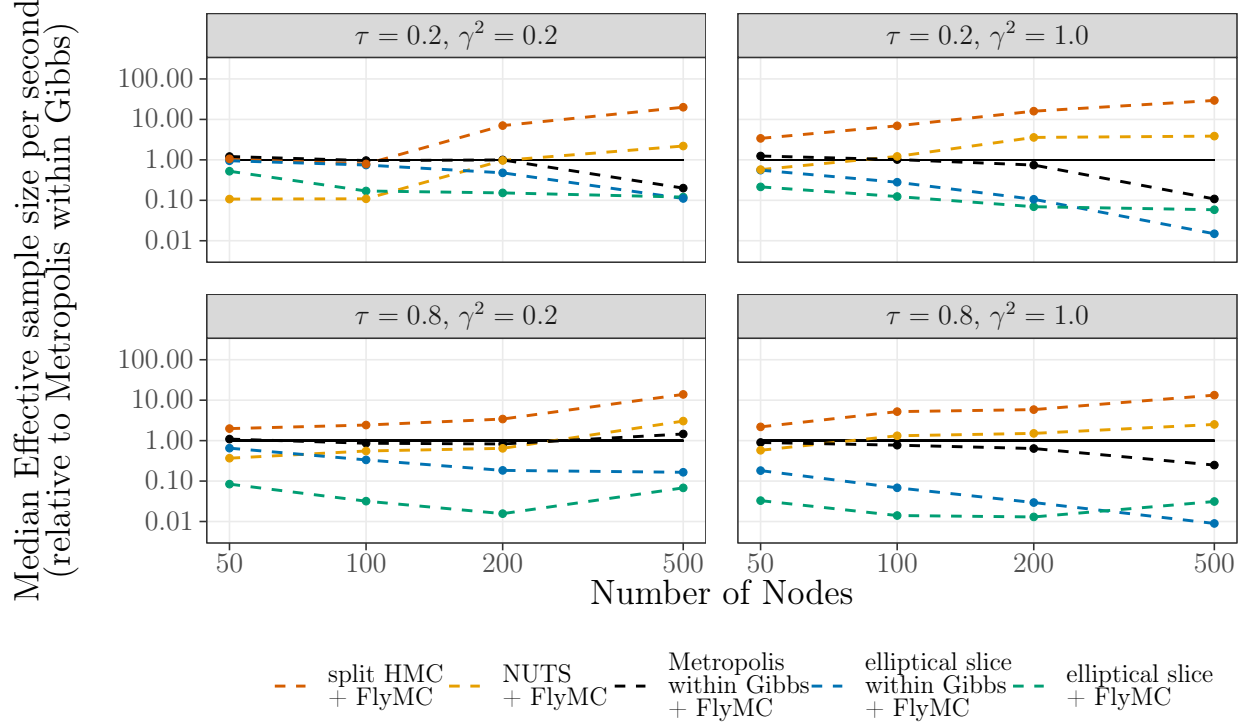 Median Effective sample size per second
(relative to Metropolis within Gibbs)
τ = 0.2, γ² = 0.2
τ = 0.2, γ² = 1.0
100.00
10.00
1.00
0.10
0.01
τ = 0.8, γ² = 0.2
τ = 0.8, γ² = 1.0
100.00
10.00
1.00
0.10
0.01
50 100 200 500
50 100 200 500
Number of Nodes
split HMC
+ FlyMC
NUTS
+ FlyMC
Metropolis
within Gibbs
+ FlyMC
elliptical slice
within Gibbs
+ FlyMC
elliptical slice
+ FlyMC